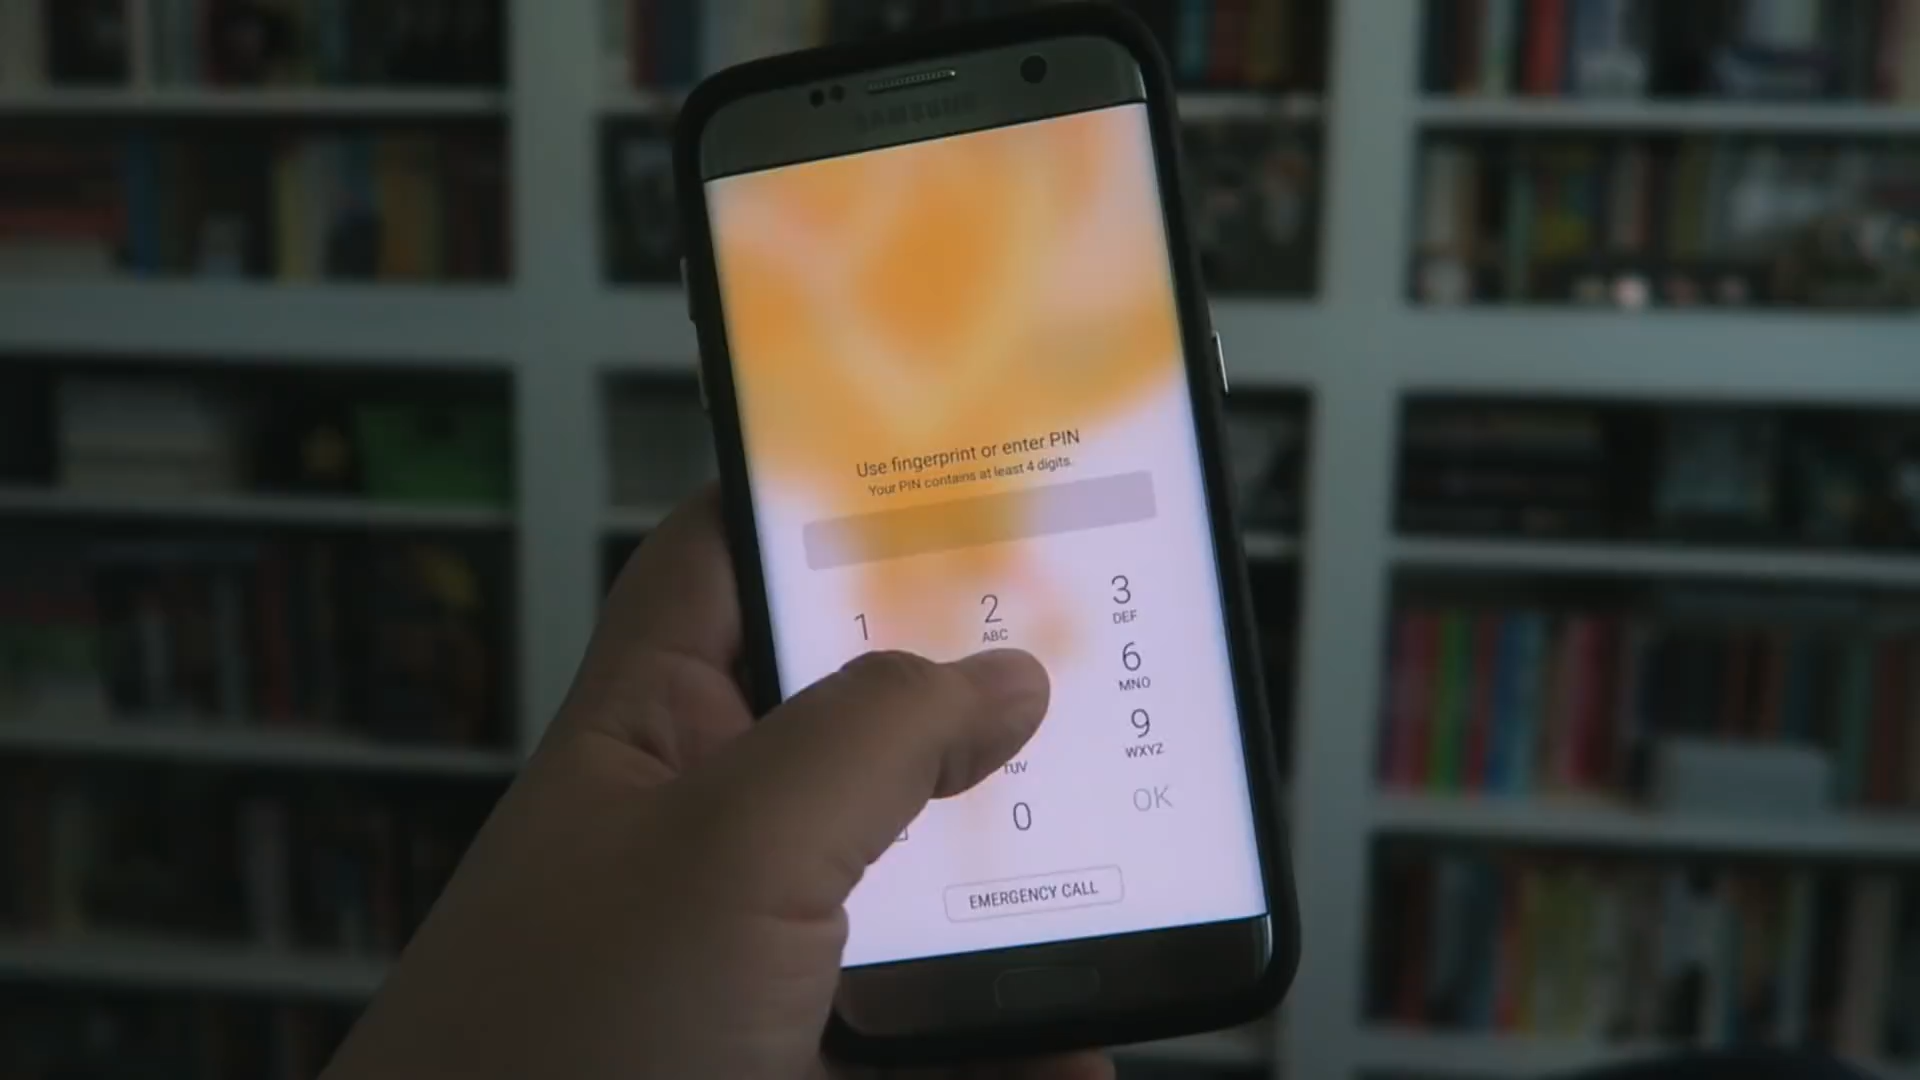 SAMSUNG
Use fingerprint or enter PIN
Your PIN contains at least 4 digits.
1 2 3
ABC DEF
6
MNO
9
TUV WXYZ
0 OK
EMERGENCY CALL